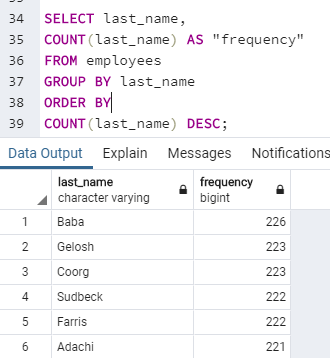 34 SELECT last_name,
35 COUNT(last_name) AS "frequency"
36 FROM employees
37 GROUP BY last_name
38 ORDER BY
39 COUNT(last_name) DESC;
Data Output Explain Messages Notifications
last_name frequency
character varying bigint
1 Baba 226
2 Gelosh 223
3 Coorg 223
4 Sudbeck 222
5 Farris 222
6 Adachi 221